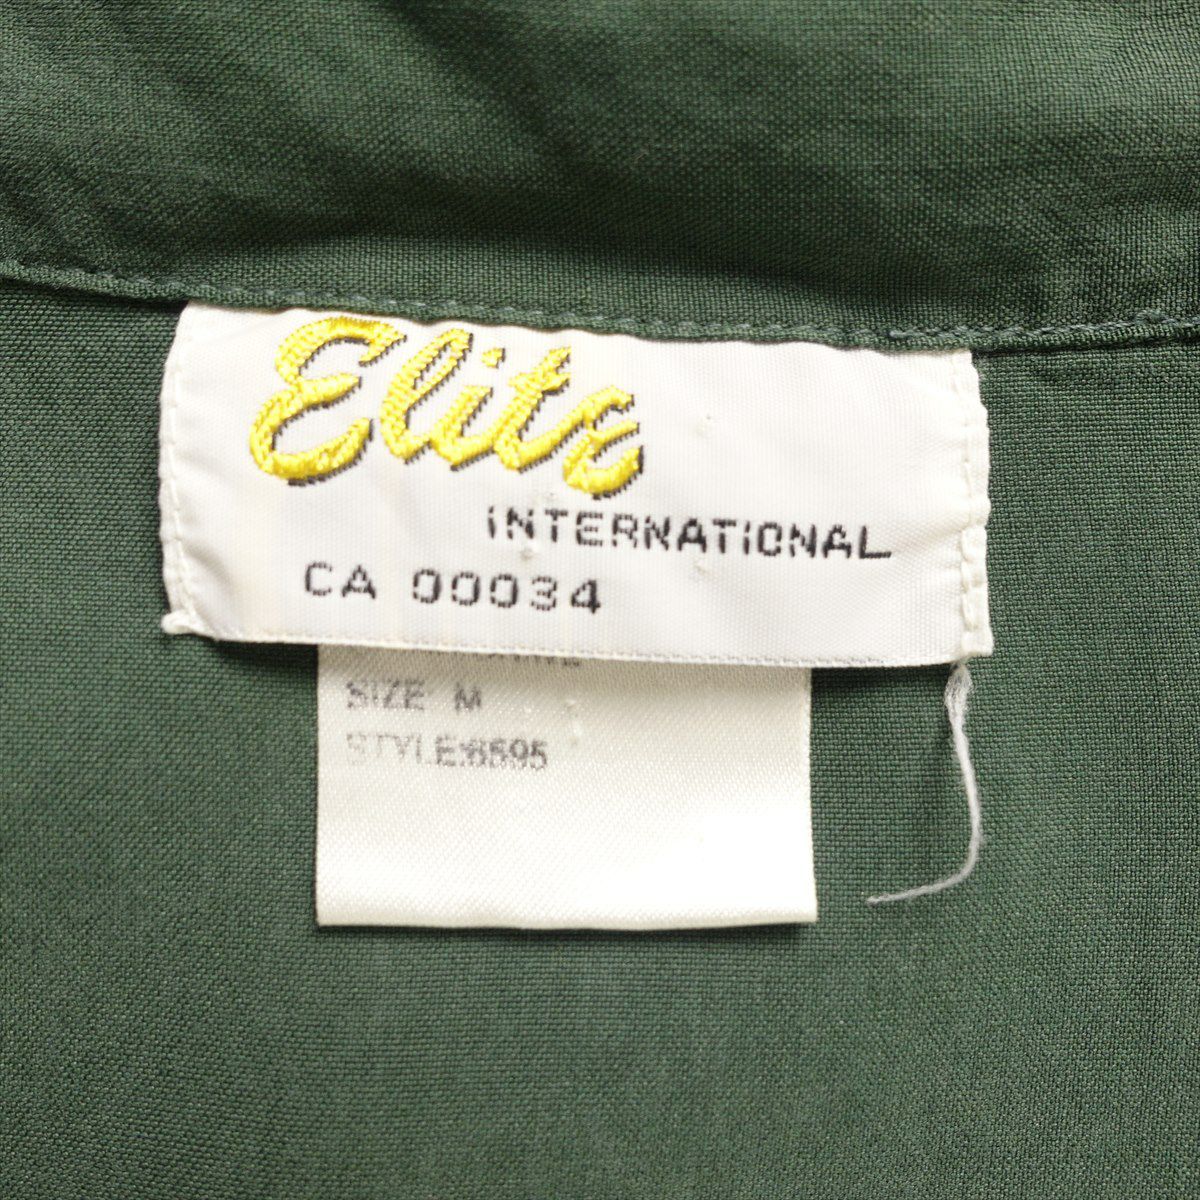 Elite
INTERNATIONAL
CA 00034
SIZE M
STYLE:6595